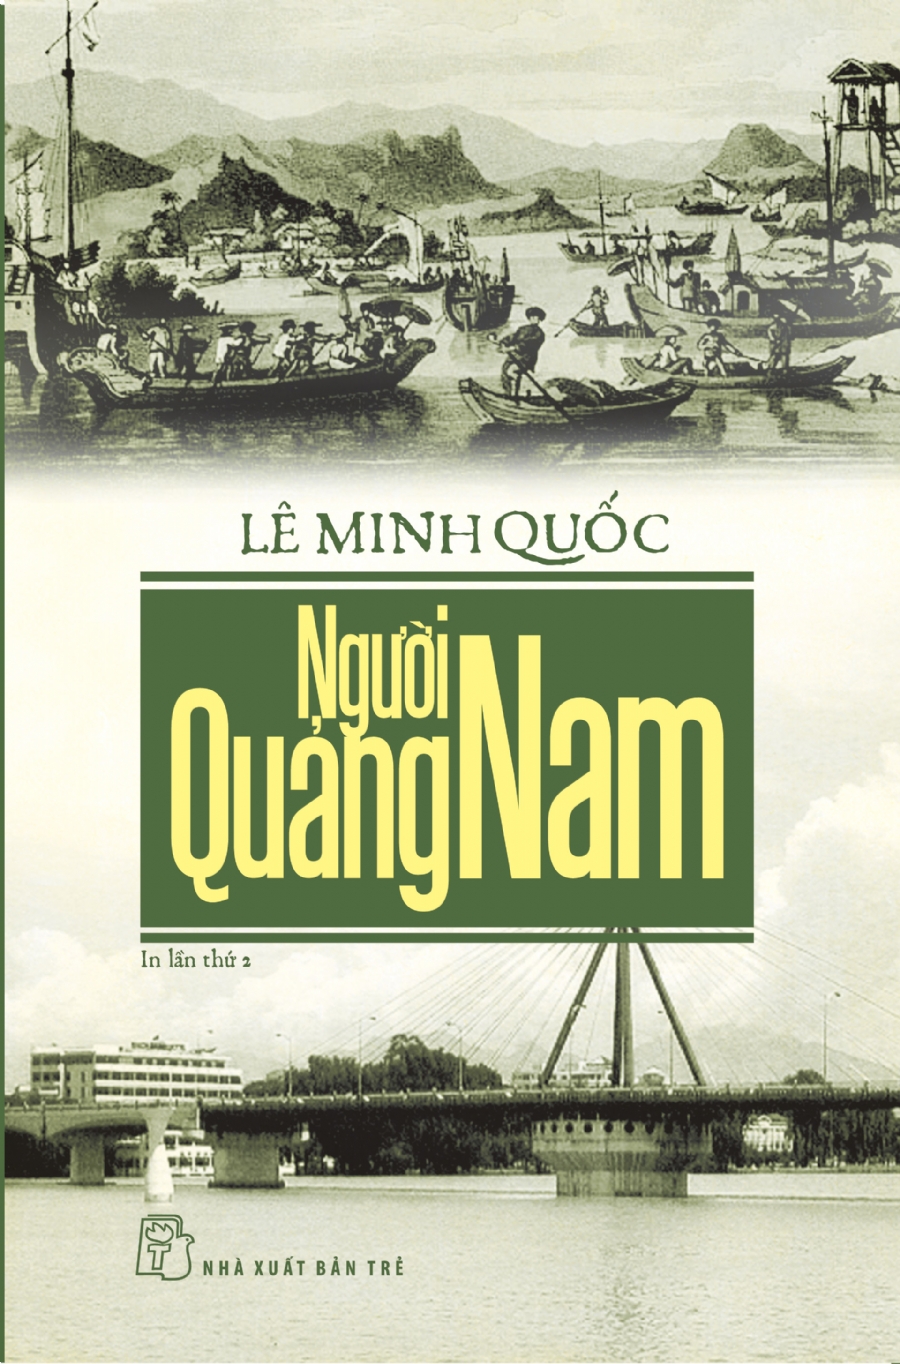 LÊ MINH QUỐC
Người
Quảng Nam
In lần thứ 2
T
NHÀ XUẤT BẢN TRẺ